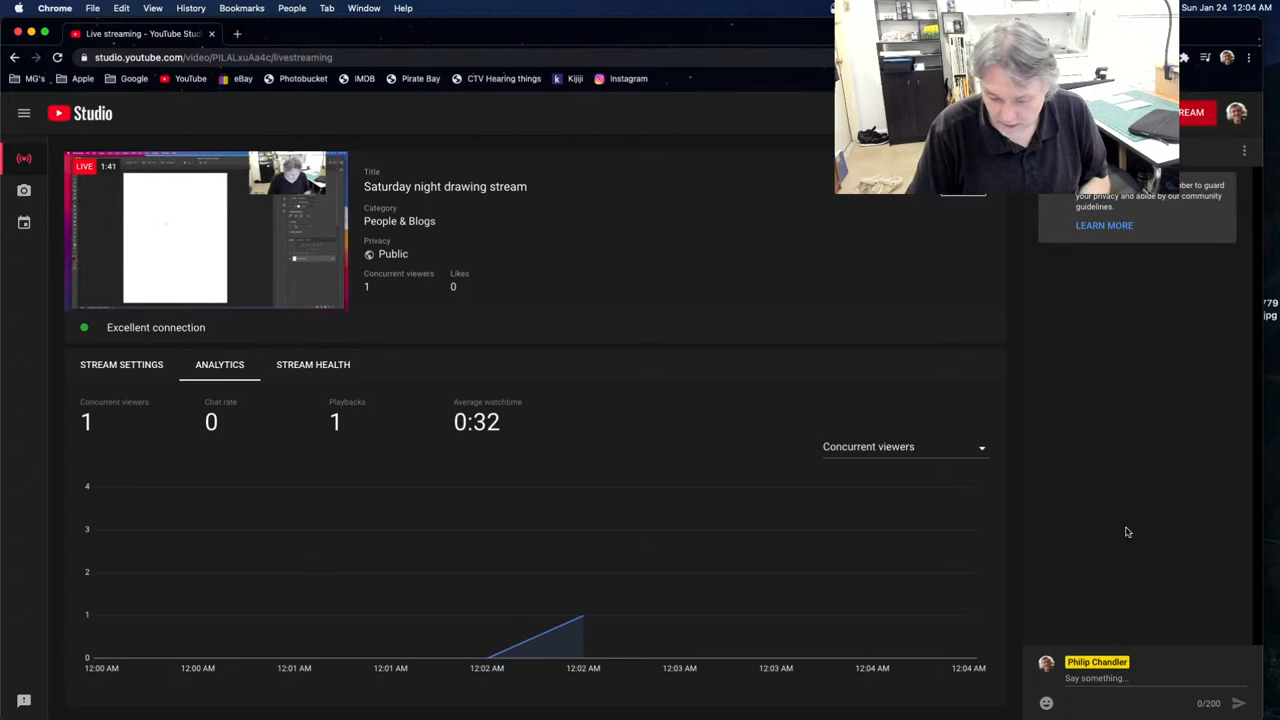 Chrome File Edit View History Bookmarks People Tab Window Help
Sun Jan 24 12:04 AM
Live streaming - YouTube Stud
studio.youtube.com/video/PILALxuAa4c/livestreaming
MG's Apple Google YouTube eBay Photobucket IMDB Pirate Bay CTV Hearing things Kijiji Instagram
Studio
REAM
LIVE 1:41
Title
Saturday night drawing stream
Category
People & Blogs
Privacy
Public
Concurrent viewers Likes
1 0
Excellent connection
mber to guard
your privacy and abide by our community
guidelines.
LEARN MORE
779
jpg
STREAM SETTINGS ANALYTICS STREAM HEALTH
Concurrent viewers Chat rate Playbacks Average watchtime
1 0 1 0:32
Concurrent viewers
4
3
2
1
0
12:00 AM 12:00 AM 12:01 AM 12:01 AM 12:02 AM 12:02 AM 12:03 AM 12:03 AM 12:04 AM 12:04 AM
Philip Chandler
Say something...
0/200